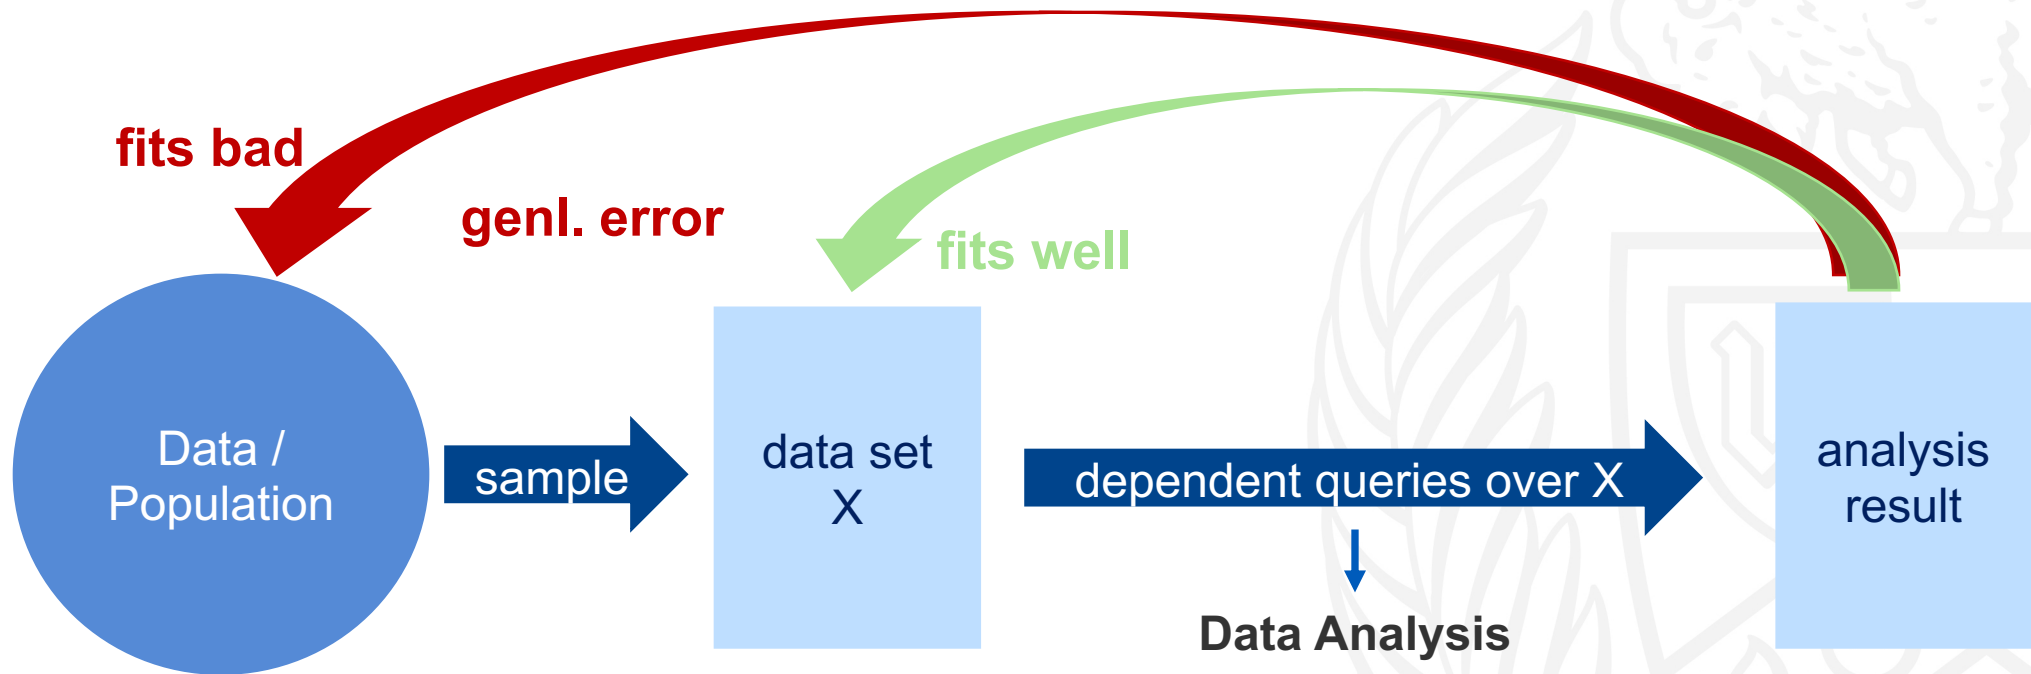 fits bad
genl. error
fits well
Data /
Population
sample
data set
X
dependent queries over X
analysis
result
Data Analysis